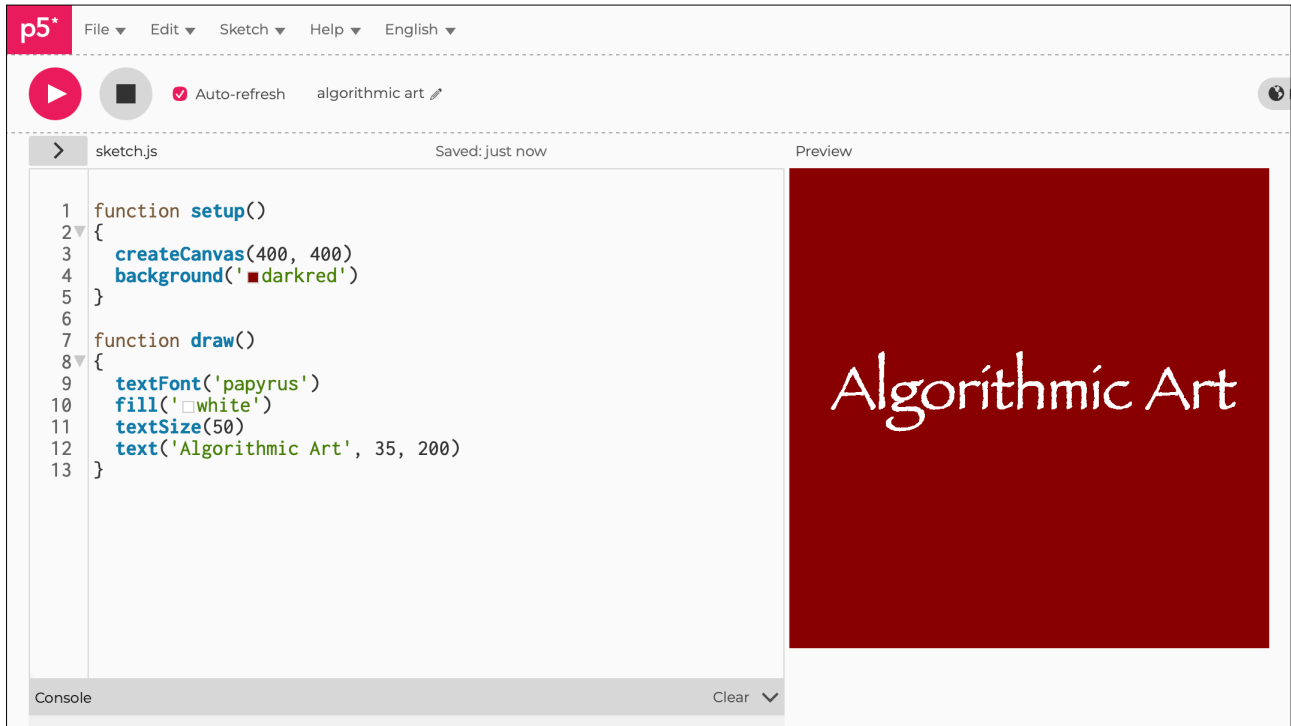 p5* File Edit Sketch Help English
Auto-refresh algorithmic art
sketch.js Saved: just now Preview
1 function setup()
2 {
3   createCanvas(400, 400)
4   background('darkred')
5 }
6
7 function draw()
8 {
9   textFont('papyrus')
10   fill('white')
11   textSize(50)
12   text('Algorithmic Art', 35, 200)
13 }
Algorithmic Art
Console Clear